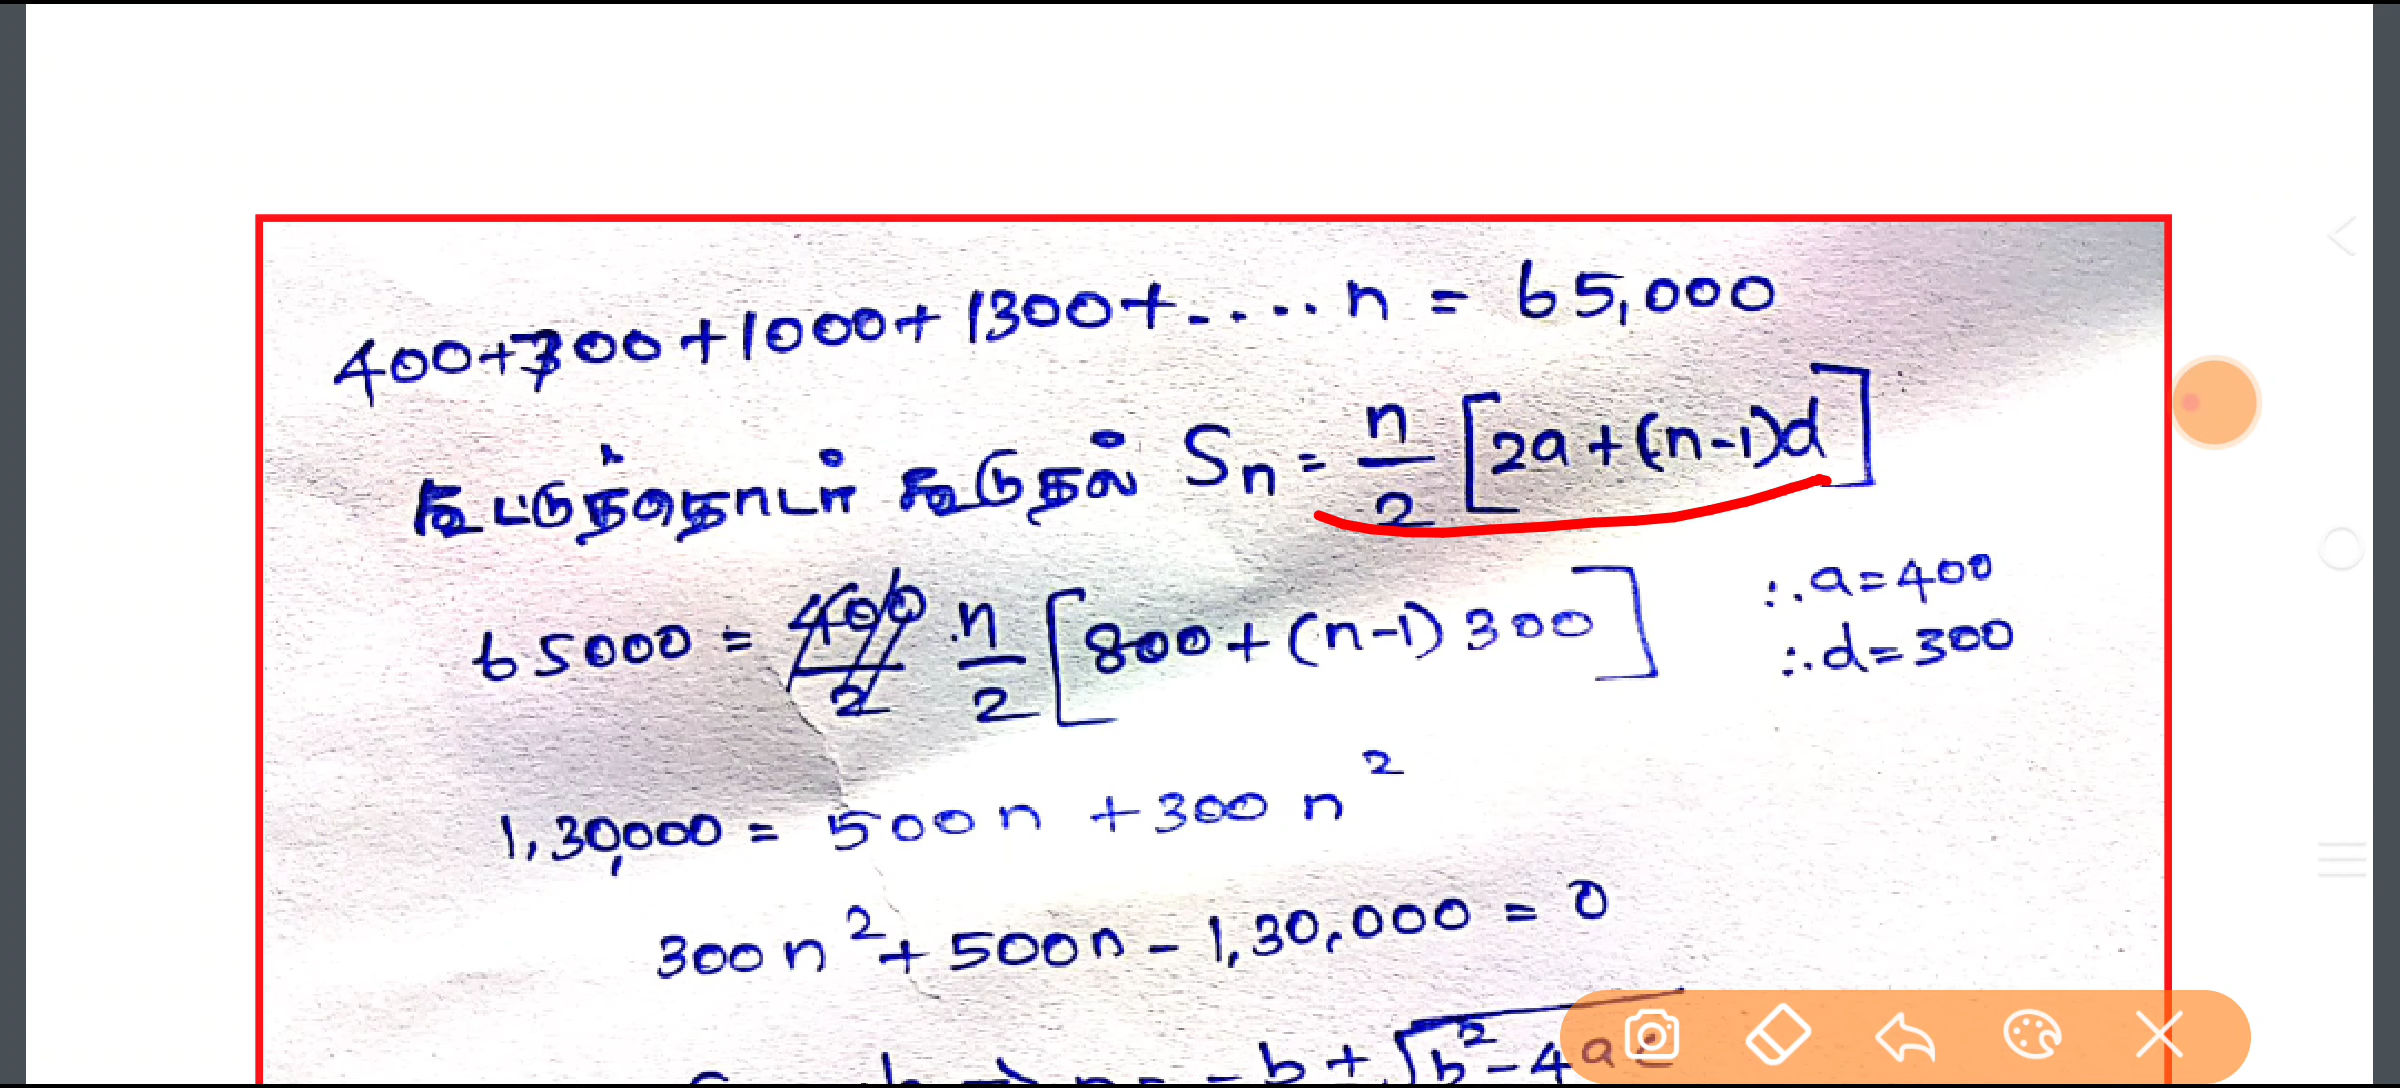 400+700+1000+1300+....n = 65,000
கூட்டுத்தொடர் கூடுதல் Sn = n/2 [2a+(n-1)d]
65000 = n/2 [800+(n-1)300] ∴a=400
∴d=300
1,30,000 = 500n +300n²
300n²+500n-1,30,000 = 0